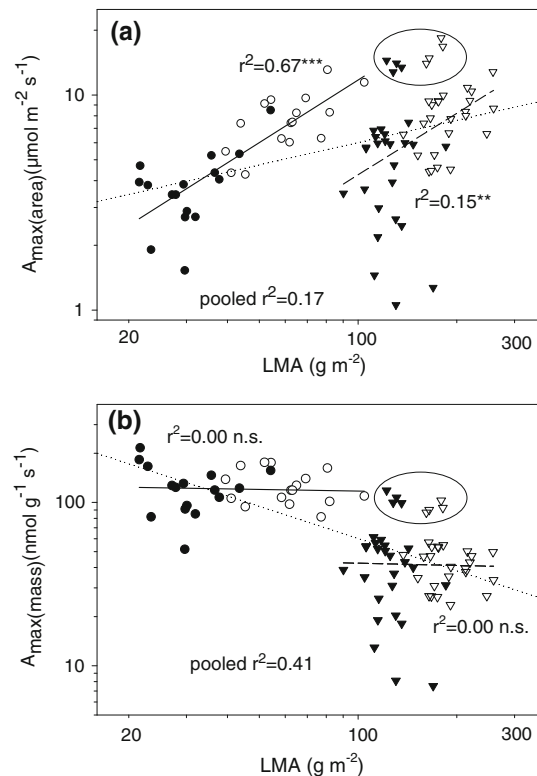 (a)
r²=0.67***
A max(area) (μmol m⁻² s⁻¹)
10
1
r²=0.15**
pooled r²=0.17
20
100
300
LMA (g m⁻²)
(b)
r²=0.00 n.s.
A max(mass) (nmol g⁻¹ s⁻¹)
100
10
r²=0.00 n.s.
pooled r²=0.41
20
100
300
LMA (g m⁻²)